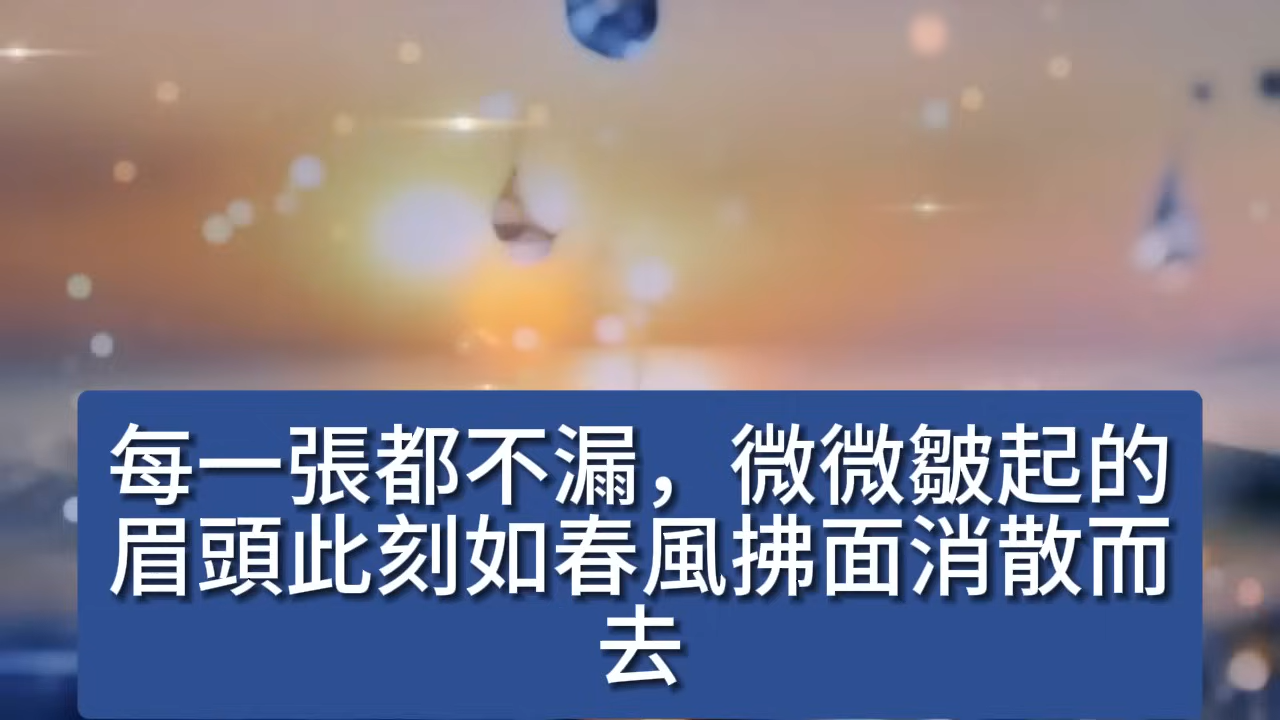 每一張都不漏，微微皺起的
眉頭此刻如春風拂面消散而
去